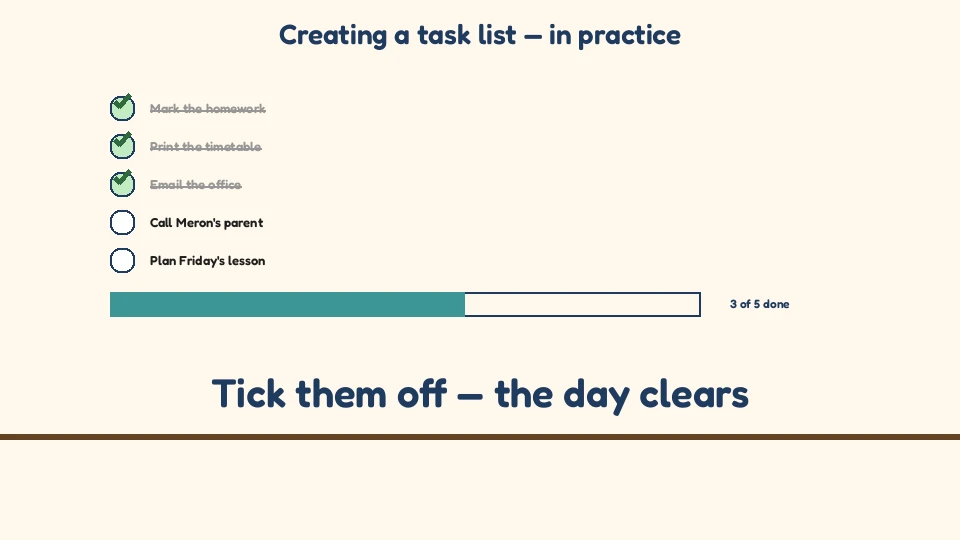 Creating a task list — in practice
Mark the homework
Print the timetable
Email the office
Call Meron's parent
Plan Friday's lesson
3 of 5 done
Tick them off — the day clears